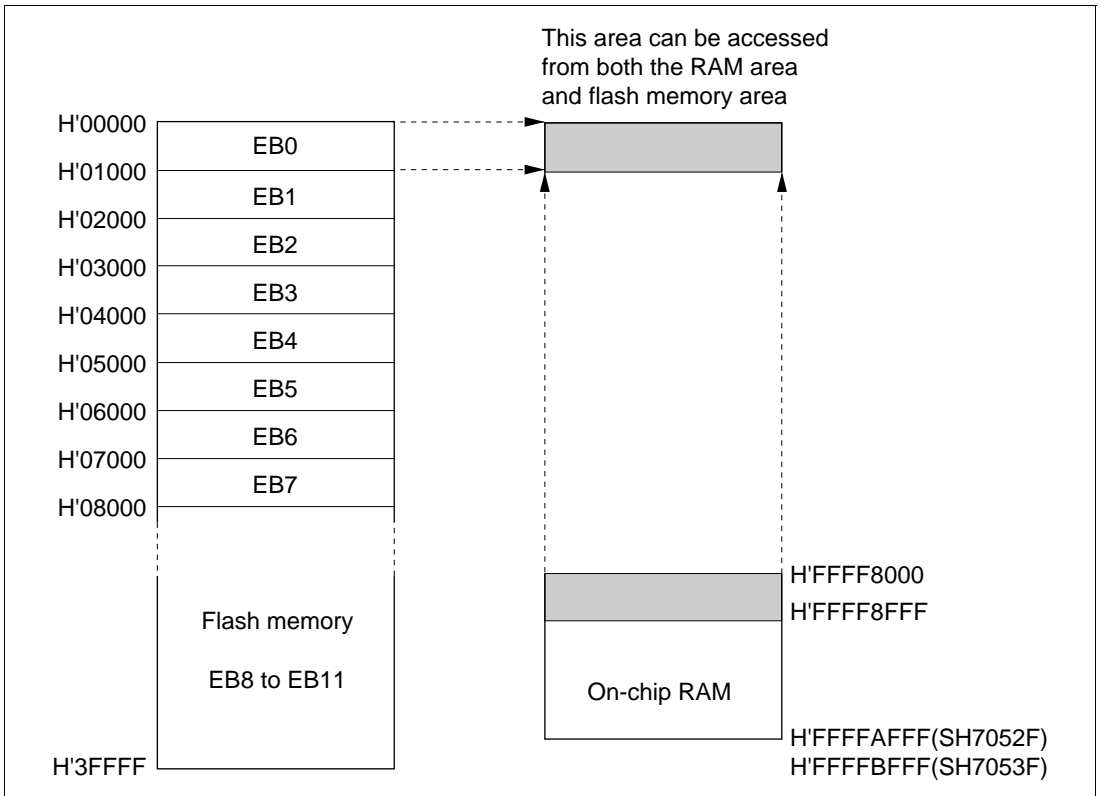 This area can be accessed
from both the RAM area
and flash memory area
H'00000
EB0
H'01000
EB1
H'02000
EB2
H'03000
EB3
H'04000
EB4
H'05000
EB5
H'06000
EB6
H'07000
EB7
H'08000
H'FFFF8000
H'FFFF8FFF
Flash memory
EB8 to EB11
On-chip RAM
H'FFFFAFFF(SH7052F)
H'3FFFF
H'FFFFBFFF(SH7053F)